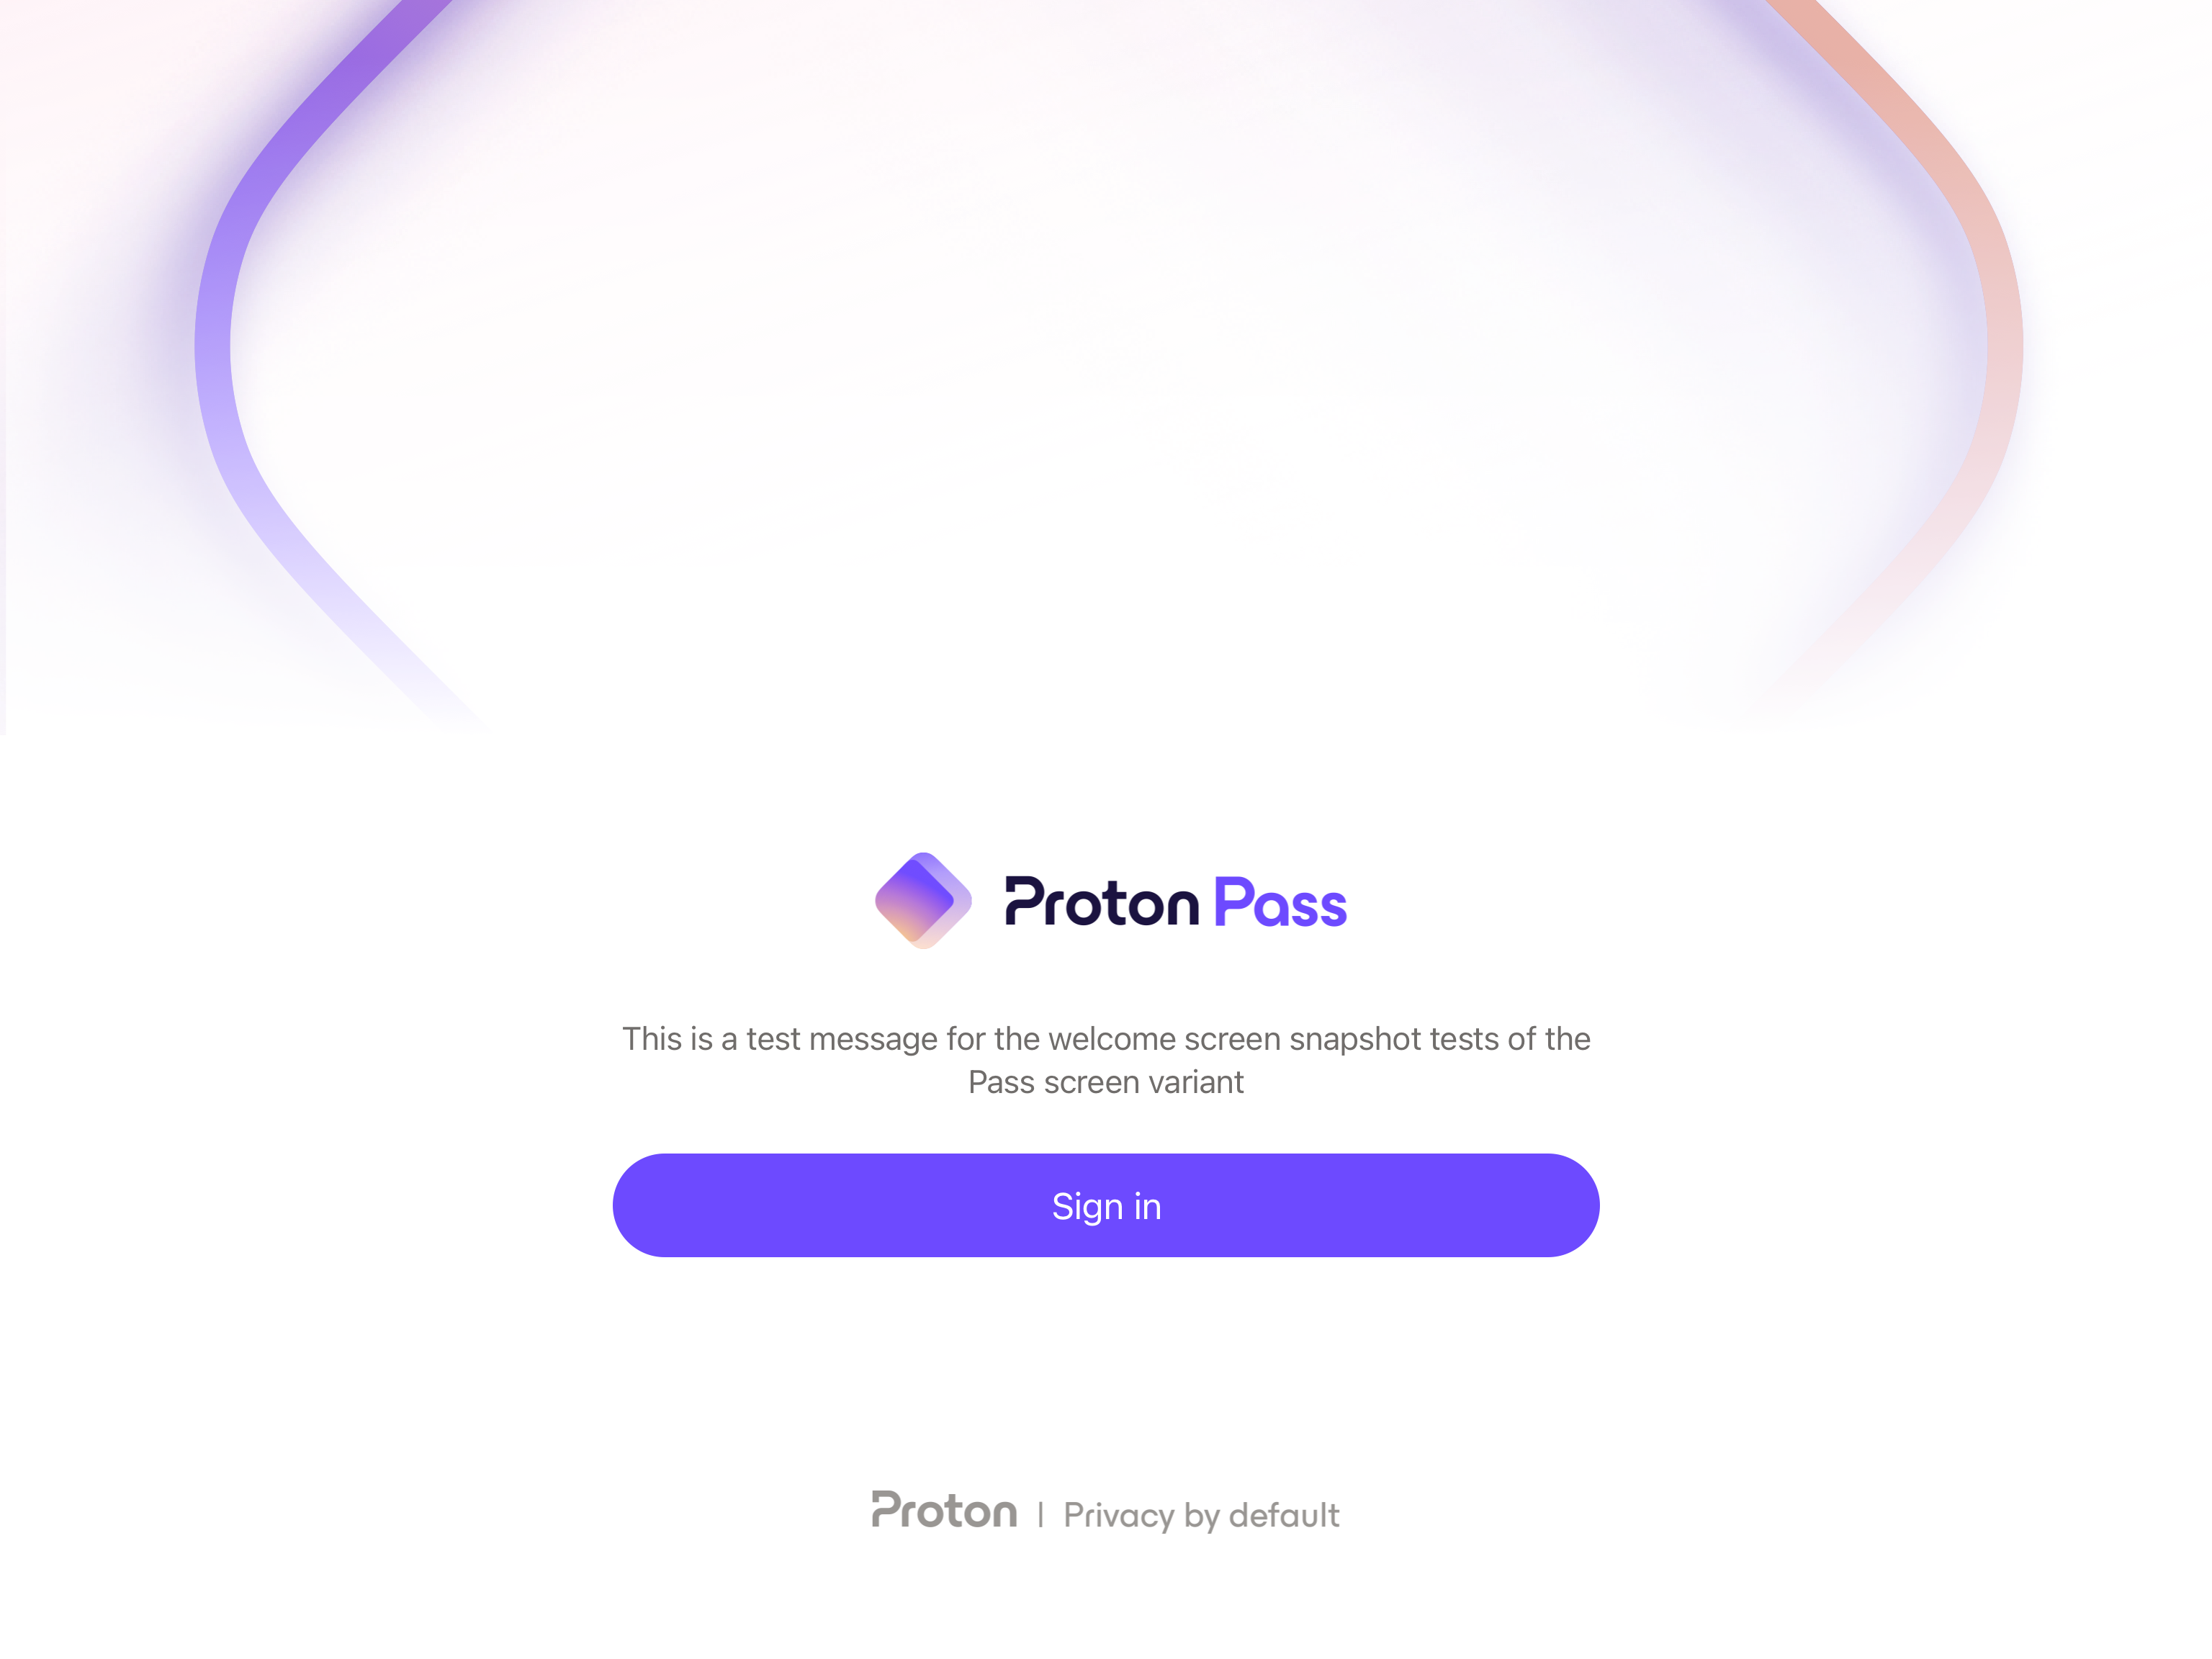 Proton Pass
This is a test message for the welcome screen snapshot tests of the
Pass screen variant
Sign in
Proton | Privacy by default